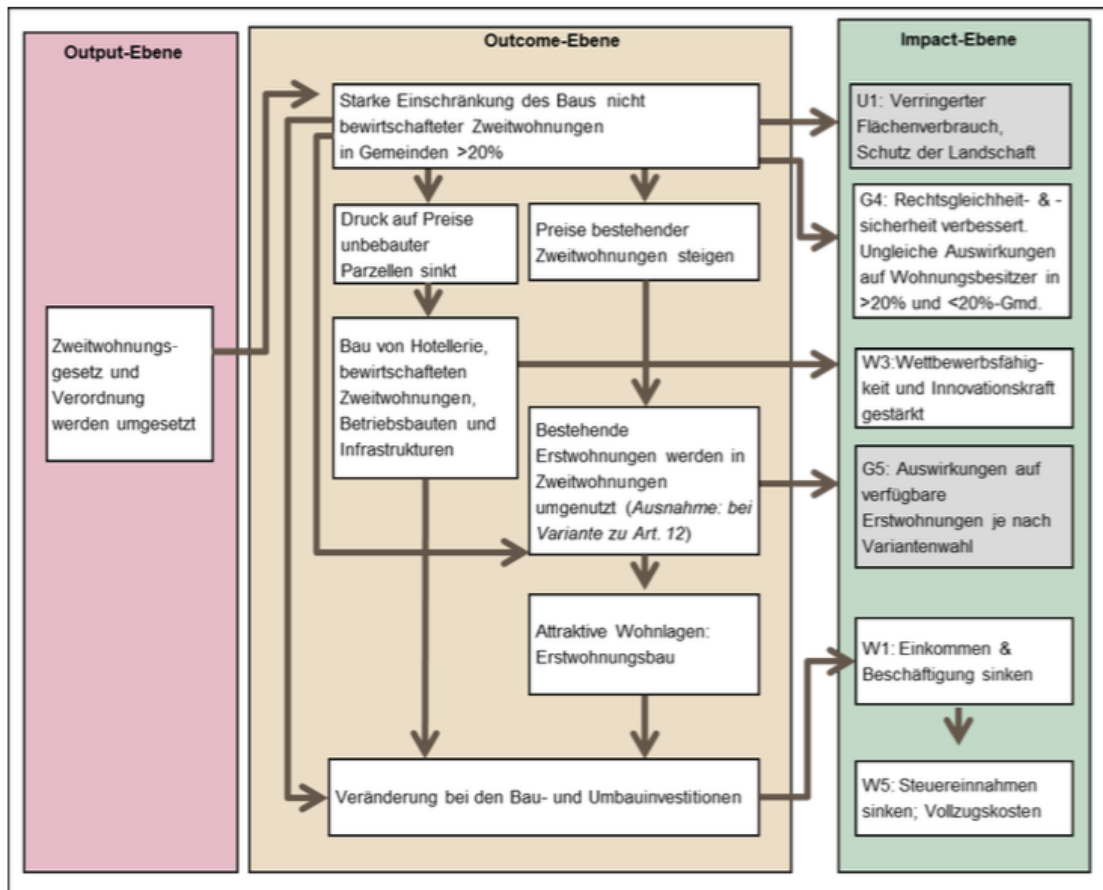 Output-Ebene
Zweitwohnungs-
gesetz und
Verordnung
werden umgesetzt
Outcome-Ebene
Starke Einschränkung des Baus nicht
bewirtschafteter Zweitwohnungen
in Gemeinden >20%
Druck auf Preise
unbebauter
Parzellen sinkt
Preise bestehender
Zweitwohnungen steigen
Bau von Hotellerie,
bewirtschafteten
Zweitwohnungen,
Betriebsbauten und
Infrastrukturen
Bestehende
Erstwohnungen werden in
Zweitwohnungen
umgenutzt (Ausnahme: bei
Variante zu Art. 12)
Attraktive Wohnlagen:
Erstwohnungsbau
Veränderung bei den Bau- und Umbauinvestitionen
Impact-Ebene
U1: Verringerter
Flächenverbrauch,
Schutz der Landschaft
G4: Rechtsgleichheit- & -
sicherheit verbessert.
Ungleiche Auswirkungen
auf Wohnungsbesitzer in
>20% und <20%-Gmd.
W3:Wettbewerbsfähig-
keit und Innovationskraft
gestärkt
G5: Auswirkungen auf
verfügbare
Erstwohnungen je nach
Variantenwahl
W1: Einkommen &
Beschäftigung sinken
W5: Steuereinnahmen
sinken; Vollzugskosten